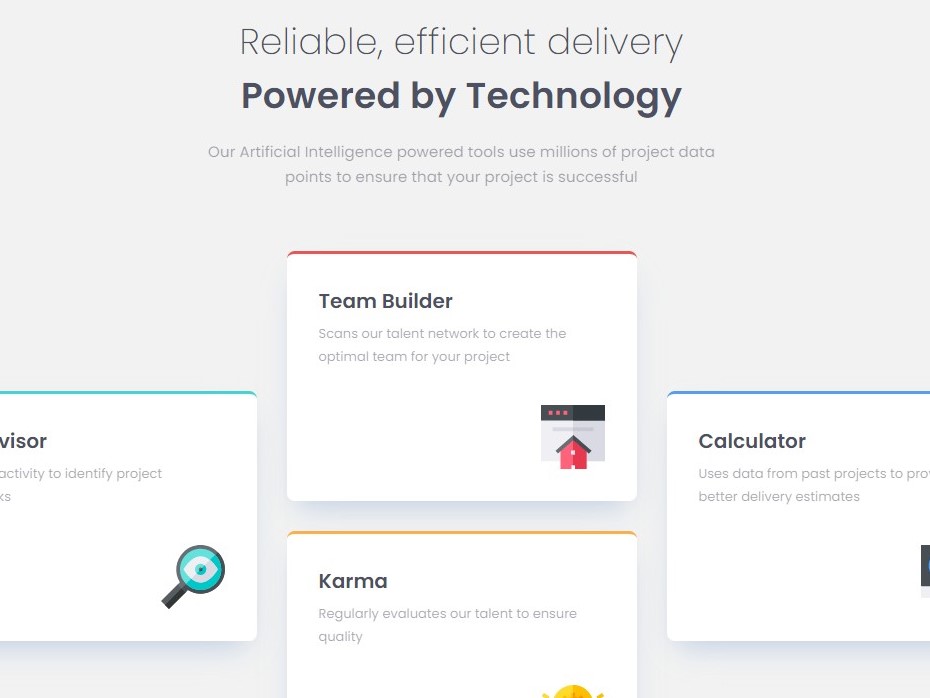 Reliable, efficient delivery
Powered by Technology
Our Artificial Intelligence powered tools use millions of project data
points to ensure that your project is successful
Team Builder
Scans our talent network to create the
optimal team for your project
visor
activity to identify project
ks
Calculator
Uses data from past projects to pro
better delivery estimates
Karma
Regularly evaluates our talent to ensure
quality